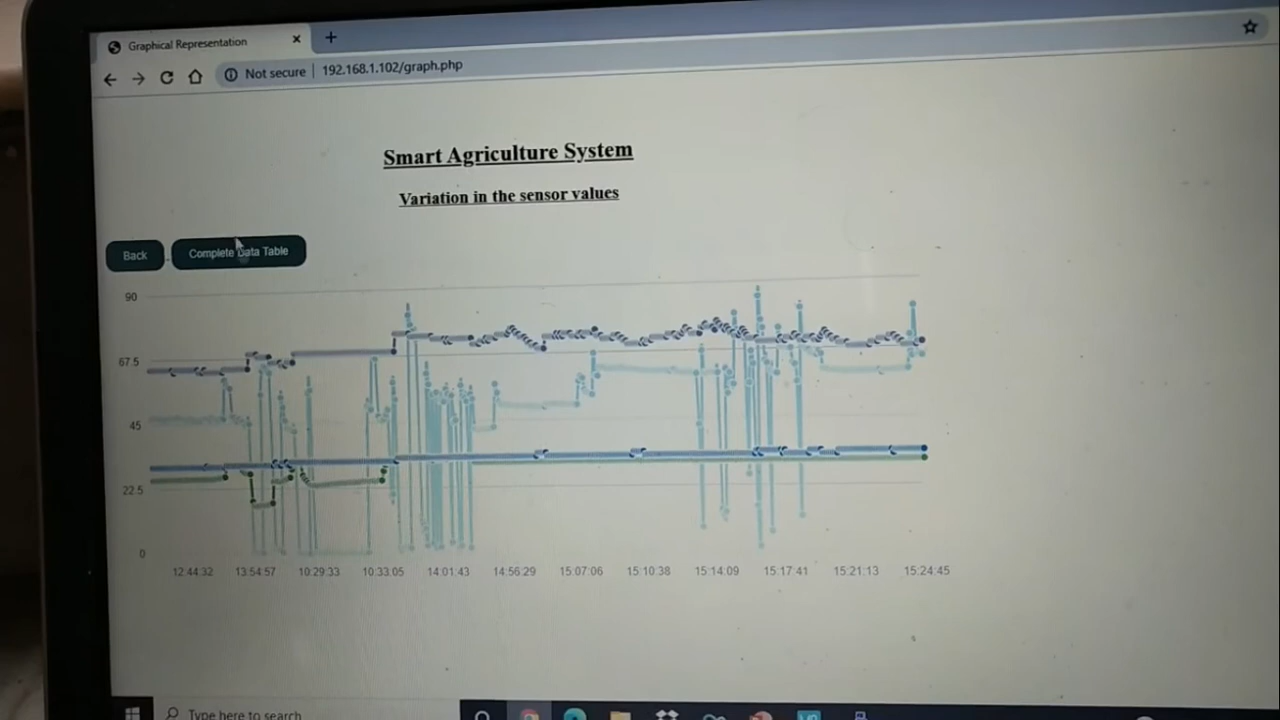 Graphical Representation
Not secure 192.168.1.102/graph.php
Smart Agriculture System
Variation in the sensor values
Back
Complete Data Table
90
67.5
45
22.5
0
12:44:32 13:54:57 10:29:33 10:33:05 14:01:43 14:56:29 15:07:06 15:10:38 15:14:09 15:17:41 15:21:13 15:24:45
Type here to search